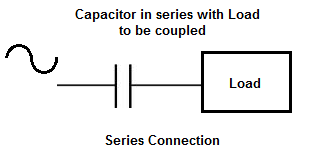 Capacitor in series with Load
to be coupled
Load
Series Connection